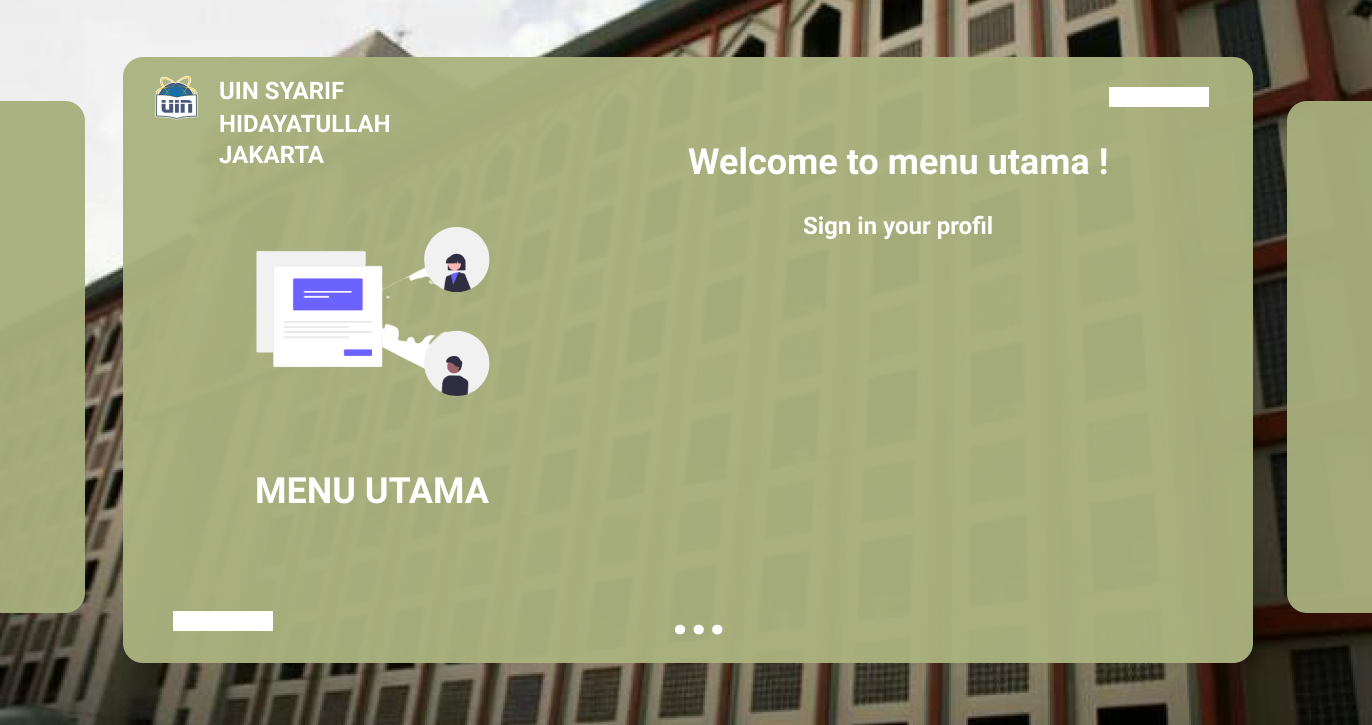 uin
UIN SYARIF
HIDAYATULLAH
JAKARTA
Welcome to menu utama !
Sign in your profil
MENU UTAMA